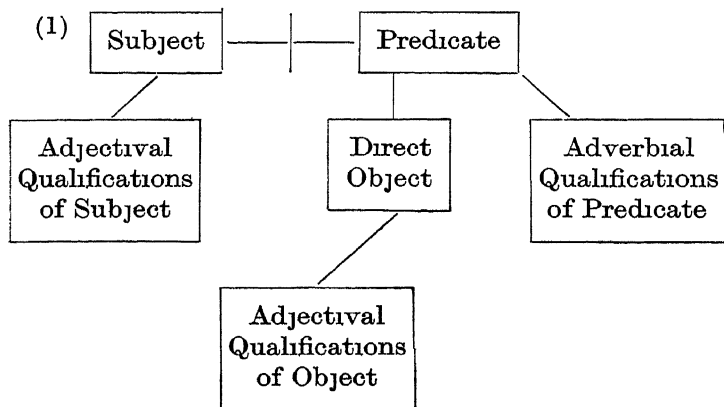 (1) Subject Predicate
Adjectival
Qualifications
of Subject
Direct
Object
Adverbial
Qualifications
of Predicate
Adjectival
Qualifications
of Object